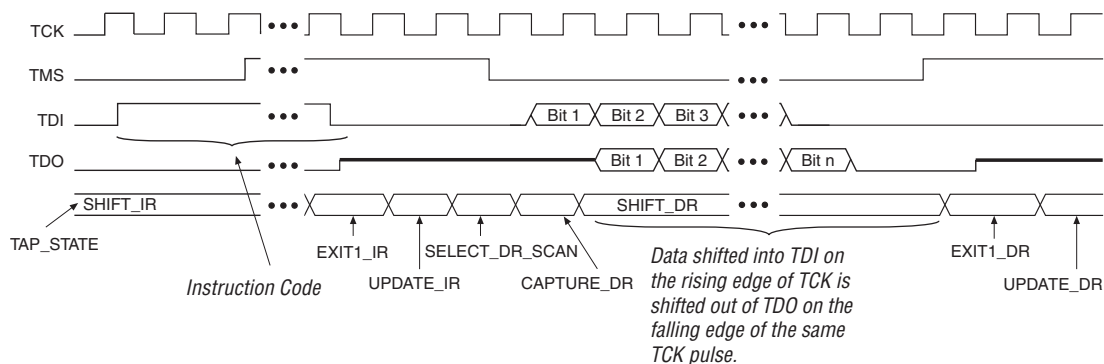 TCK
TMS
TDI
Bit 1 Bit 2 Bit 3
TDO
Bit 1 Bit 2 Bit n
SHIFT_IR SHIFT_DR
TAP_STATE
EXIT1_IR SELECT_DR_SCAN EXIT1_DR
Instruction Code UPDATE_IR CAPTURE_DR UPDATE_DR
Data shifted into TDI on
the rising edge of TCK is
shifted out of TDO on the
falling edge of the same
TCK pulse.